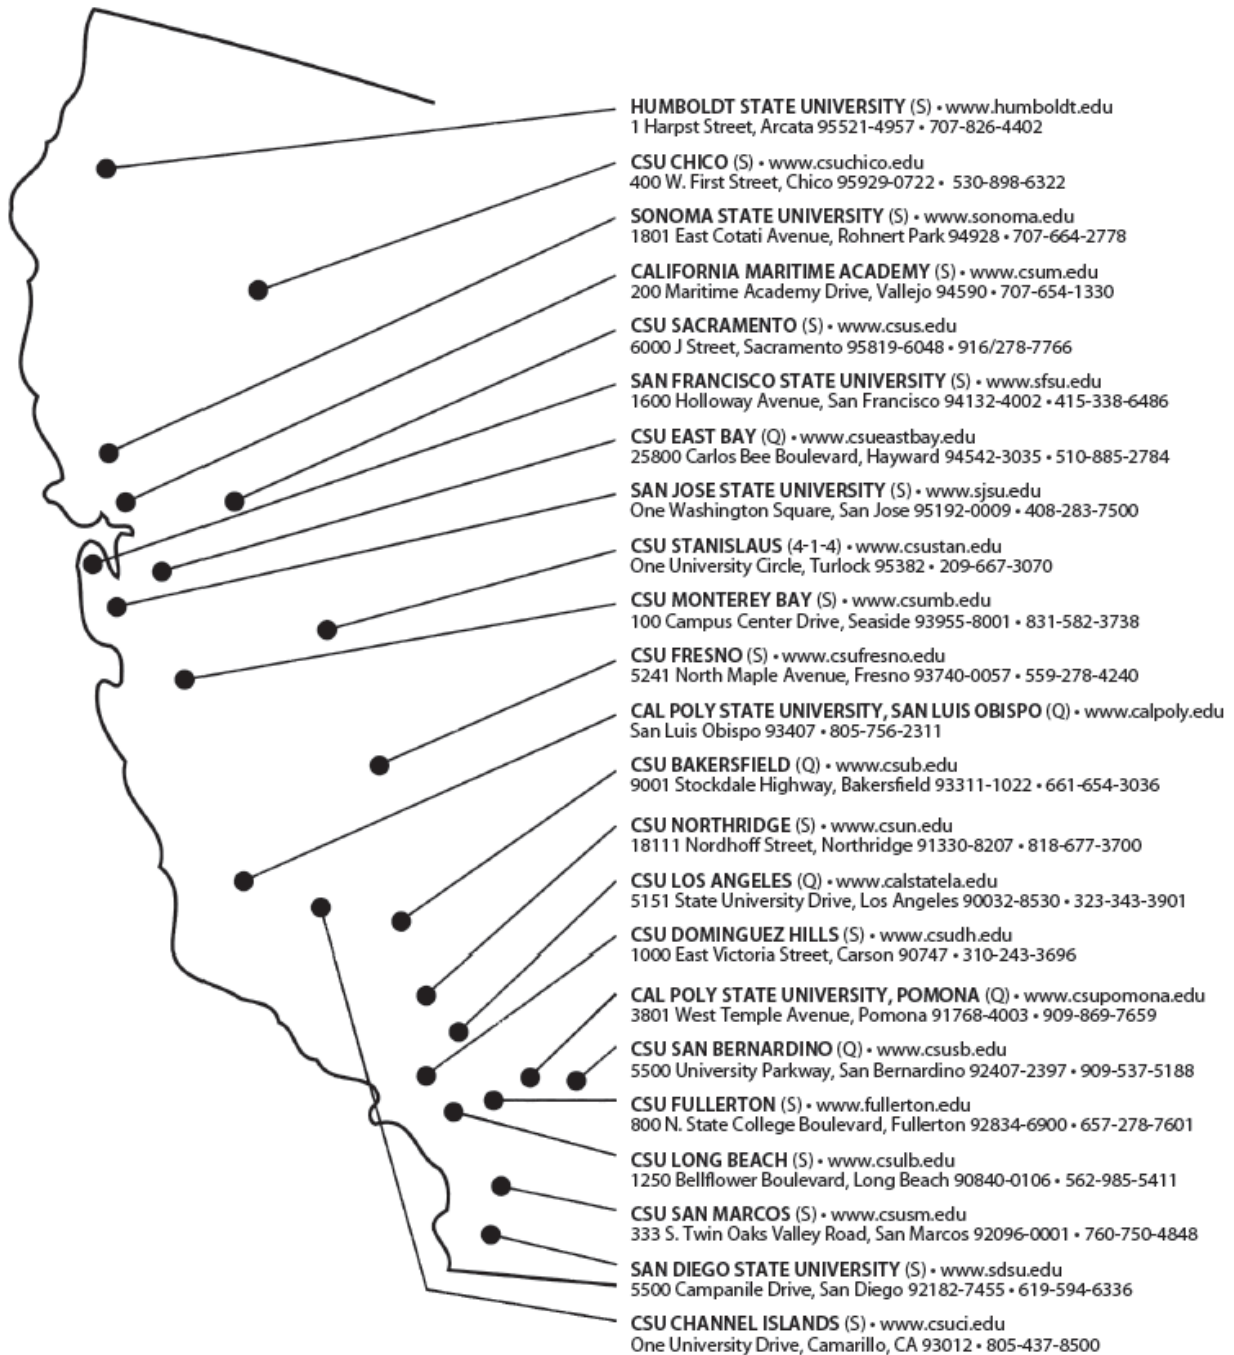 HUMBOLDT STATE UNIVERSITY (S) • www.humboldt.edu
1 Harpst Street, Arcata 95521-4957 • 707-826-4402
CSU CHICO (S) • www.csuchico.edu
400 W. First Street, Chico 95929-0722 • 530-898-6322
SONOMA STATE UNIVERSITY (S) • www.sonoma.edu
1801 East Cotati Avenue, Rohnert Park 94928 • 707-664-2778
CALIFORNIA MARITIME ACADEMY (S) • www.csum.edu
200 Maritime Academy Drive, Vallejo 94590 • 707-654-1330
CSU SACRAMENTO (S) • www.csus.edu
6000 J Street, Sacramento 95819-6048 • 916/278-7766
SAN FRANCISCO STATE UNIVERSITY (S) • www.sfsu.edu
1600 Holloway Avenue, San Francisco 94132-4002 • 415-338-6486
CSU EAST BAY (Q) • www.csueastbay.edu
25800 Carlos Bee Boulevard, Hayward 94542-3035 • 510-885-2784
SAN JOSE STATE UNIVERSITY (S) • www.sjsu.edu
One Washington Square, San Jose 95192-0009 • 408-283-7500
CSU STANISLAUS (4-1-4) • www.csustan.edu
One University Circle, Turlock 95382 • 209-667-3070
CSU MONTEREY BAY (S) • www.csumb.edu
100 Campus Center Drive, Seaside 93955-8001 • 831-582-3738
CSU FRESNO (S) • www.csufresno.edu
5241 North Maple Avenue, Fresno 93740-0057 • 559-278-4240
CAL POLY STATE UNIVERSITY, SAN LUIS OBISPO (Q) • www.calpoly.edu
San Luis Obispo 93407 • 805-756-2311
CSU BAKERSFIELD (Q) • www.csub.edu
9001 Stockdale Highway, Bakersfield 93311-1022 • 661-654-3036
CSU NORTHRIDGE (S) • www.csun.edu
18111 Nordhoff Street, Northridge 91330-8207 • 818-677-3700
CSU LOS ANGELES (Q) • www.calstatela.edu
5151 State University Drive, Los Angeles 90032-8530 • 323-343-3901
CSU DOMINGUEZ HILLS (S) • www.csudh.edu
1000 East Victoria Street, Carson 90747 • 310-243-3696
CAL POLY STATE UNIVERSITY, POMONA (Q) • www.csupomona.edu
3801 West Temple Avenue, Pomona 91768-4003 • 909-869-7659
CSU SAN BERNARDINO (Q) • www.csusb.edu
5500 University Parkway, San Bernardino 92407-2397 • 909-537-5188
CSU FULLERTON (S) • www.fullerton.edu
800 N. State College Boulevard, Fullerton 92834-6900 • 657-278-7601
CSU LONG BEACH (S) • www.csulb.edu
1250 Bellflower Boulevard, Long Beach 90840-0106 • 562-985-5411
CSU SAN MARCOS (S) • www.csusm.edu
333 S. Twin Oaks Valley Road, San Marcos 92096-0001 • 760-750-4848
SAN DIEGO STATE UNIVERSITY (S) • www.sdsu.edu
5500 Campanile Drive, San Diego 92182-7455 • 619-594-6336
CSU CHANNEL ISLANDS (S) • www.csuci.edu
One University Drive, Camarillo, CA 93012 • 805-437-8500